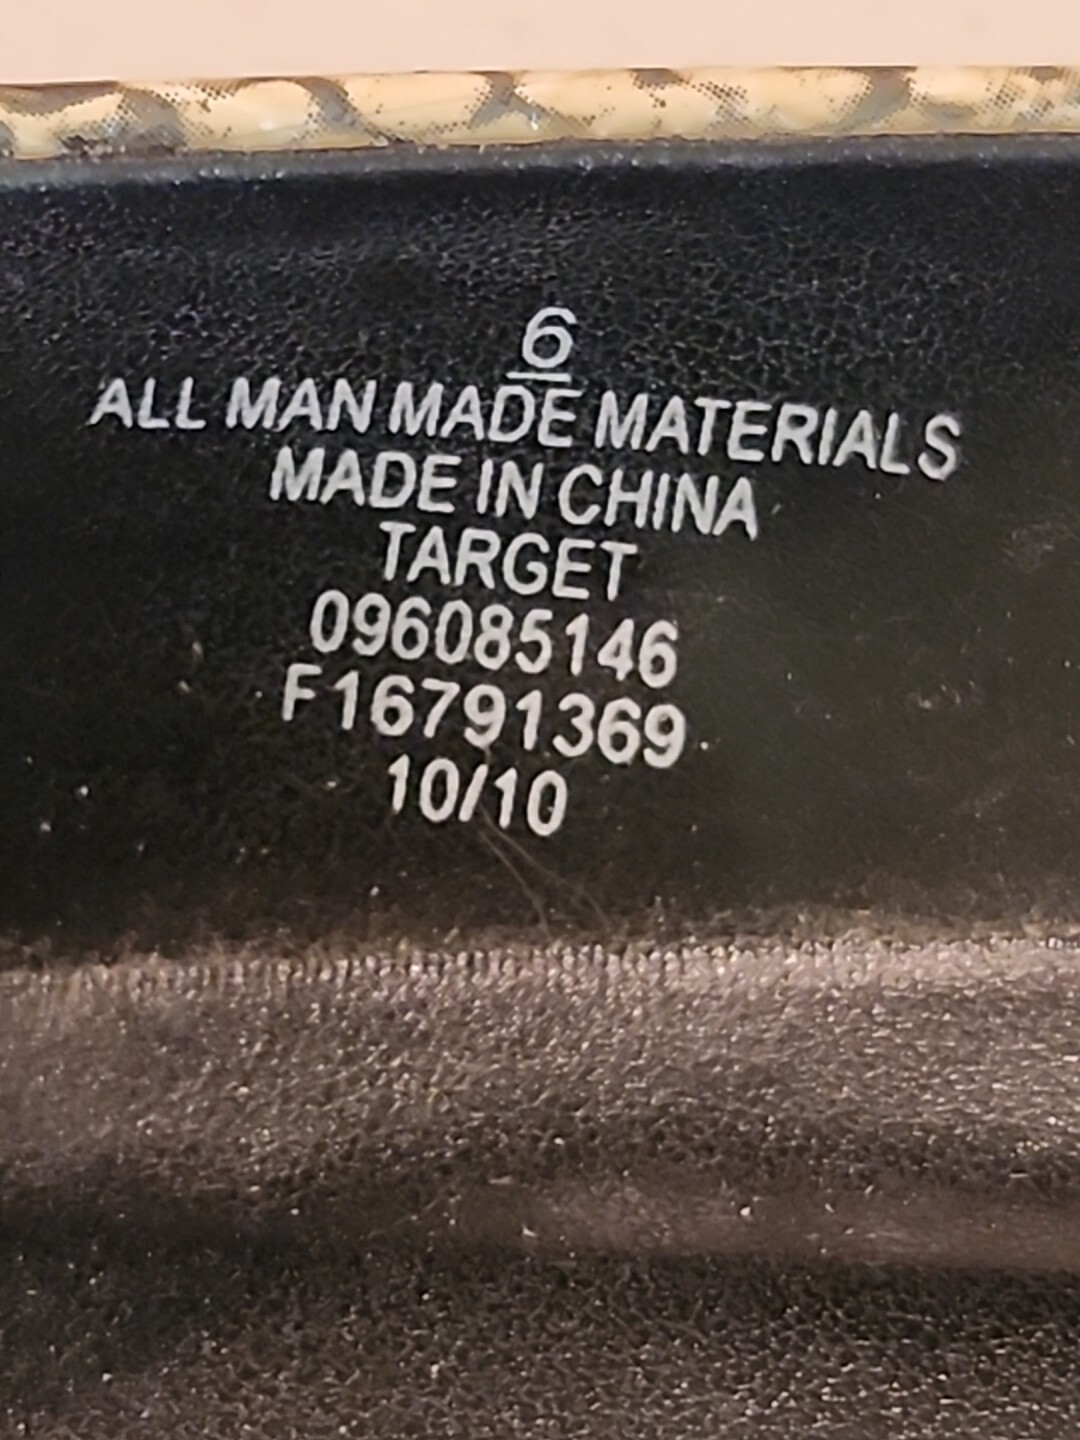 6
ALL MAN MADE MATERIALS
MADE IN CHINA
TARGET
096085146
F16791369
10/10